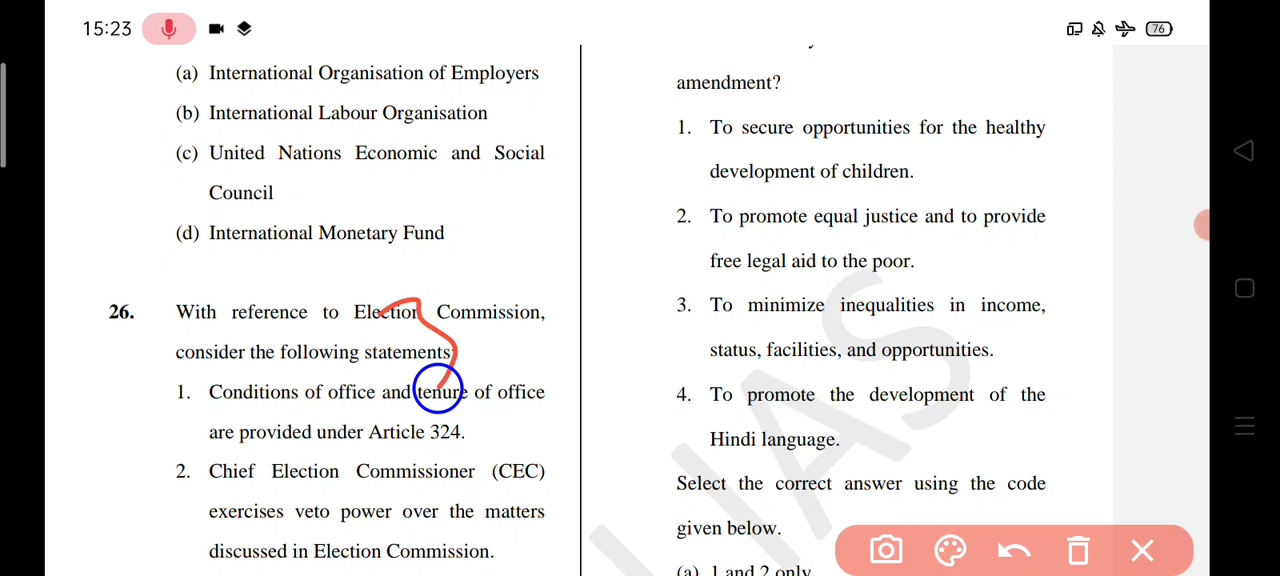 15:23
76
(a) International Organisation of Employers
(b) International Labour Organisation
(c) United Nations Economic and Social
Council
(d) International Monetary Fund
26. With reference to Election Commission,
consider the following statements:
1. Conditions of office and tenure of office
are provided under Article 324.
2. Chief Election Commissioner (CEC)
exercises veto power over the matters
discussed in Election Commission.
amendment?
1. To secure opportunities for the healthy
development of children.
2. To promote equal justice and to provide
free legal aid to the poor.
3. To minimize inequalities in income,
status, facilities, and opportunities.
4. To promote the development of the
Hindi language.
Select the correct answer using the code
given below.
(a) 1 and 2 only
IAS